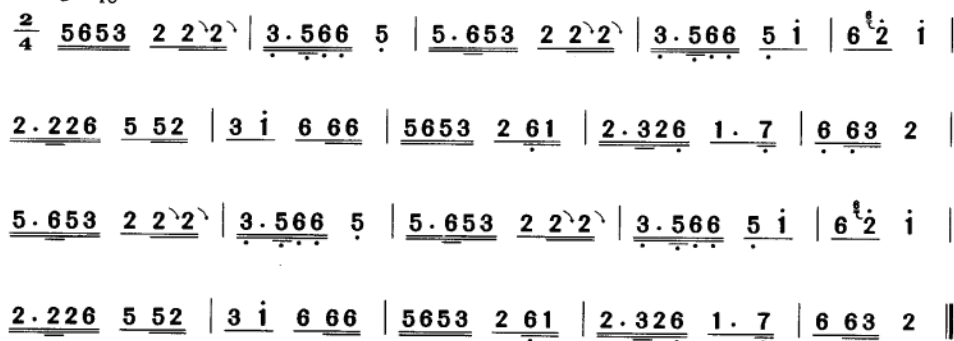 2/4 5653 2 2 2 | 3·566 5 | 5·653 2 2 2 | 3·566 5 i | 6 ⁶2 i |
2·226 5 52 | 3 i 6 66 | 5653 2 61 | 2·326 1· 7 | 6 63 2 |
5·653 2 2 2 | 3·566 5 | 5·653 2 2 2 | 3·566 5 i | 6 ⁶2 i |
2·226 5 52 | 3 i 6 66 | 5653 2 61 | 2·326 1· 7 | 6 63 2 ‖